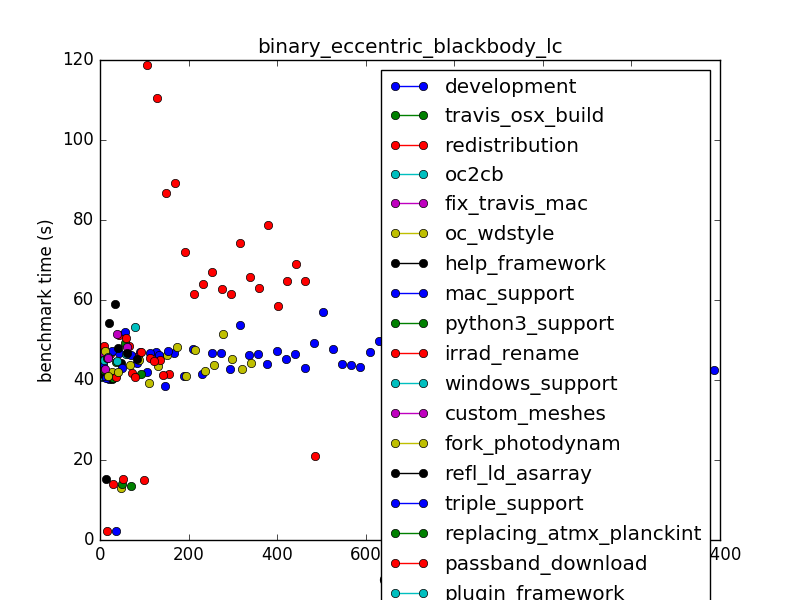 binary_eccentric_blackbody_lc
120
100
80
60
40
20
0
benchmark time (s)
0
200
400
600
400
development
travis_osx_build
redistribution
oc2cb
fix_travis_mac
oc_wdstyle
help_framework
mac_support
python3_support
irrad_rename
windows_support
custom_meshes
fork_photodynam
refl_ld_asarray
triple_support
replacing_atmx_planckint
passband_download
plugin_framework